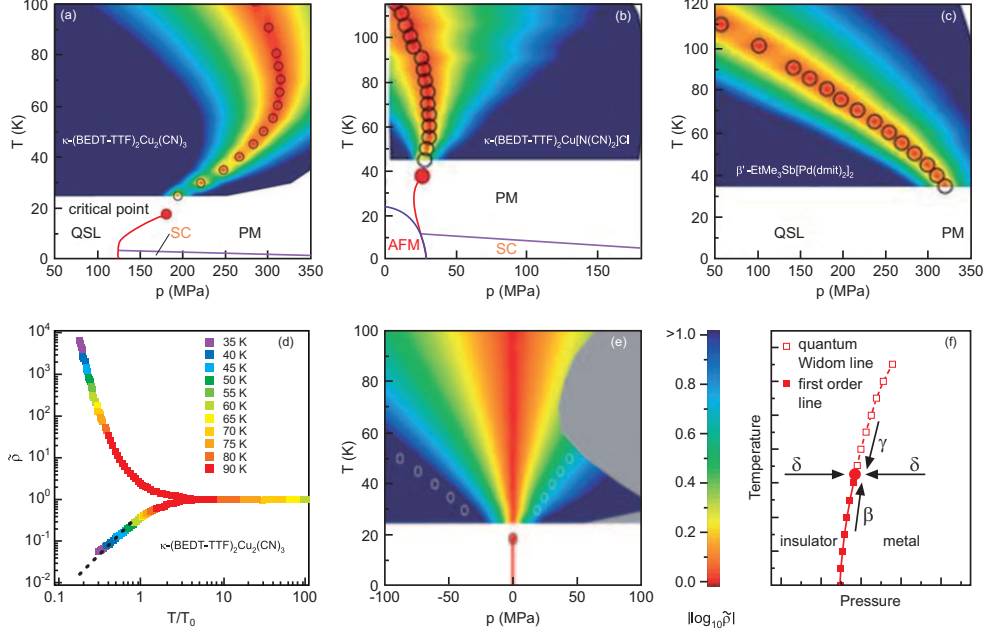 (a)
T (K)
100
80
60
40
20
0
κ-(BEDT-TTF)₂Cu₂(CN)₃
critical point
QSL
SC
PM
50 100 150 200 250 300 350
p (MPa)
(b)
T (K)
100
80
60
40
20
0
κ-(BEDT-TTF)₂Cu[N(CN)₂]Cl
PM
AFM
SC
0 50 100 150
p (MPa)
(c)
T (K)
120
100
80
60
40
20
0
β'-EtMe₃Sb[Pd(dmit)₂]₂
QSL
PM
50 100 150 200 250 300 350
p (MPa)
(d)
ρ̃
10⁴
10³
10²
10¹
10⁰
10⁻¹
10⁻²
35 K
40 K
45 K
50 K
55 K
60 K
65 K
70 K
75 K
80 K
90 K
κ-(BEDT-TTF)₂Cu₂(CN)₃
0.1 1 10 100
T/T₀
(e)
T (K)
100
80
60
40
20
0
-100 -50 0 50 100
p (MPa)
>1.0
0.8
0.6
0.4
0.2
0.0
|log₁₀ρ̃|
(f)
quantum
Widom line
first order
line
Temperature
γ
δ
δ
β
insulator
metal
Pressure